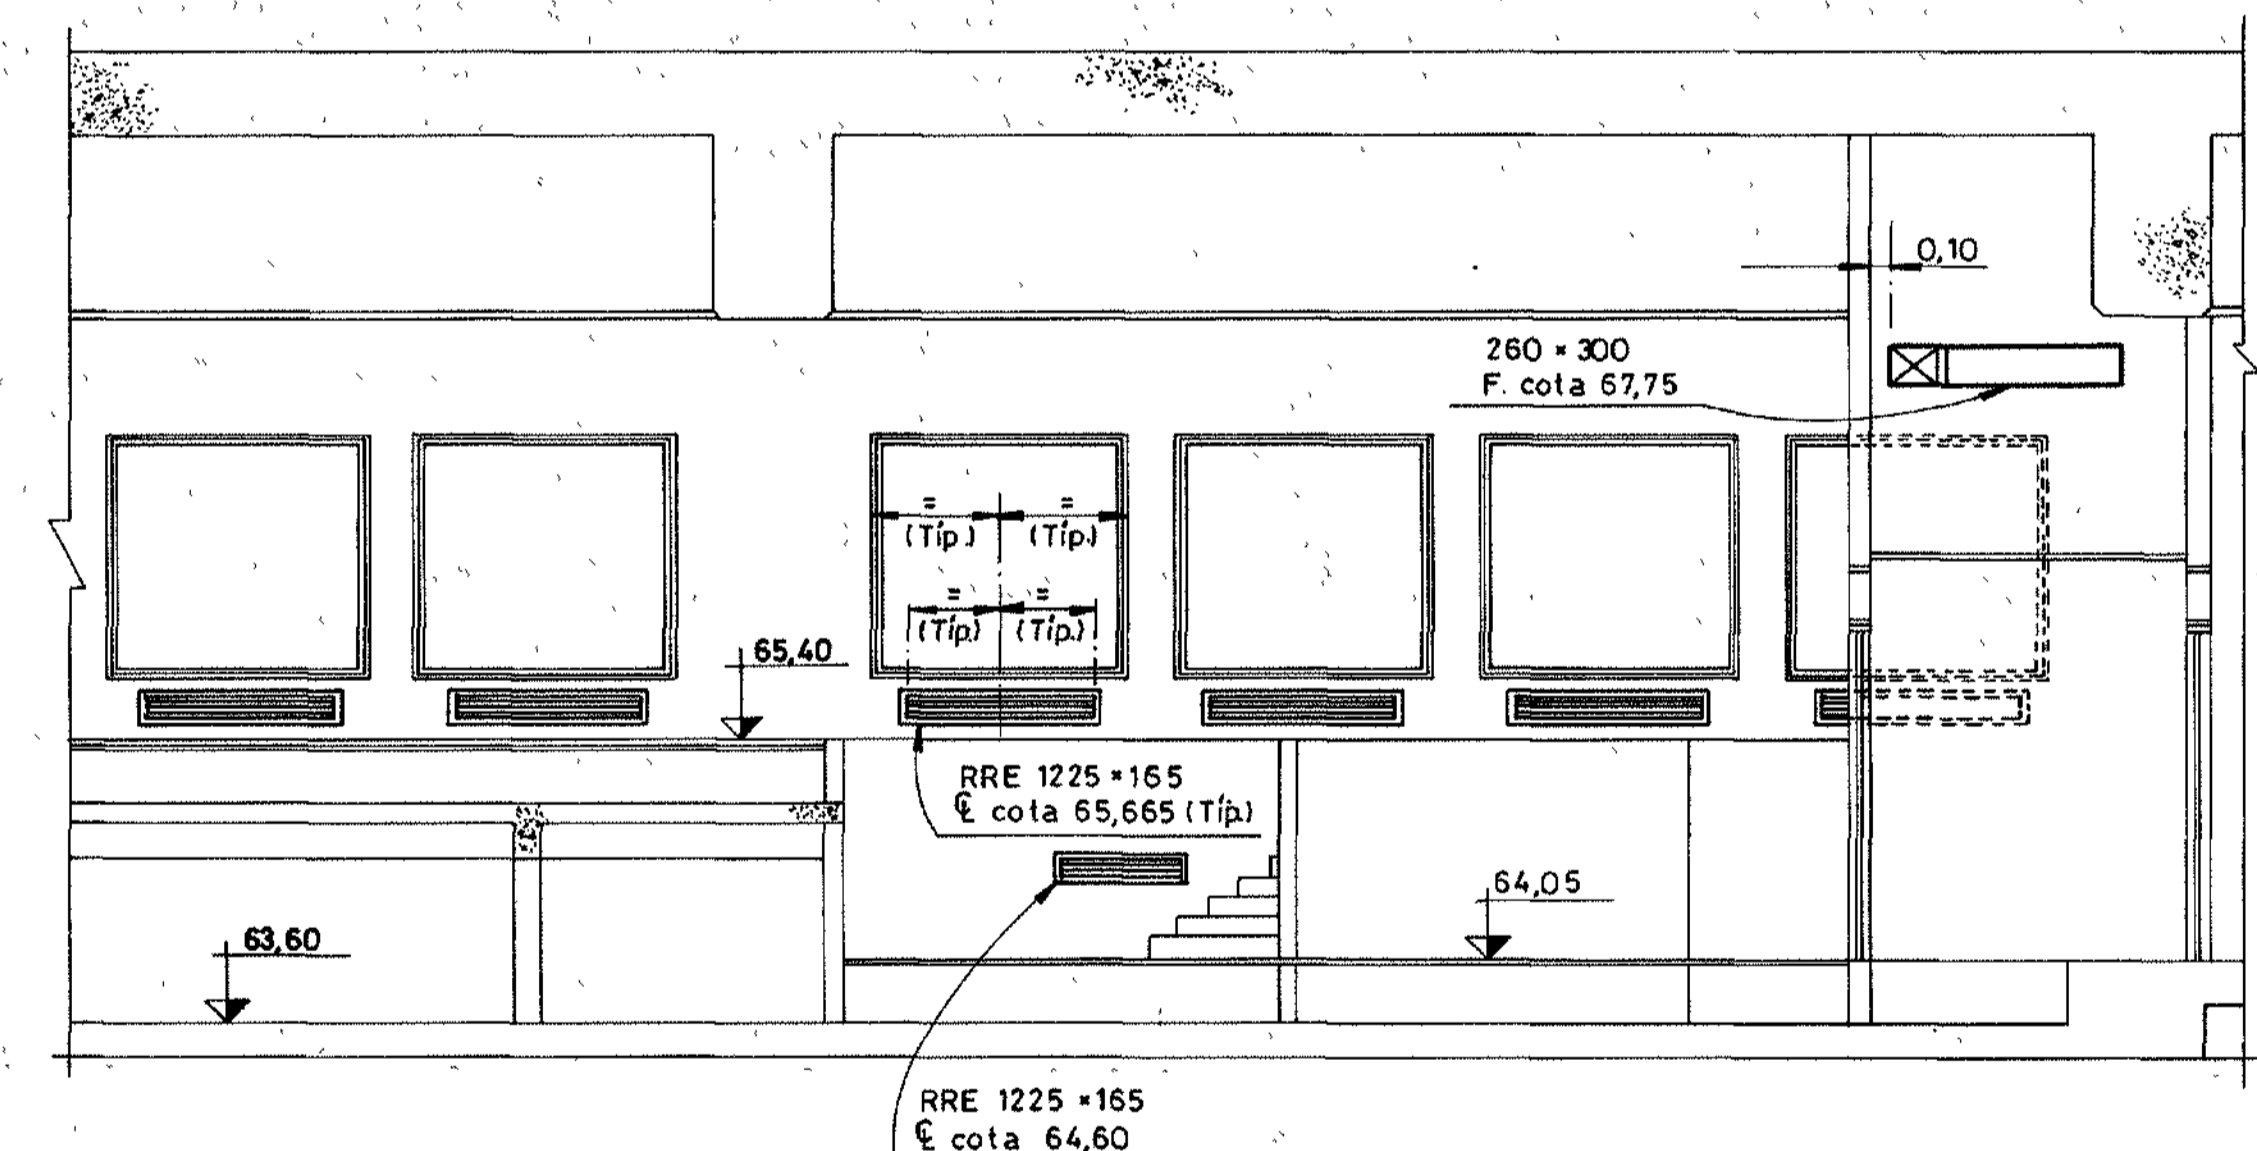 0,10
260 × 300
F. cota 67,75
= =
(Típ.) (Típ.)
= =
(Típ.) (Típ.)
65,40
RRE 1225 × 165
℄ cota 65,665 (Típ.)
64,05
63,60
RRE 1225 × 165
℄ cota 64,60